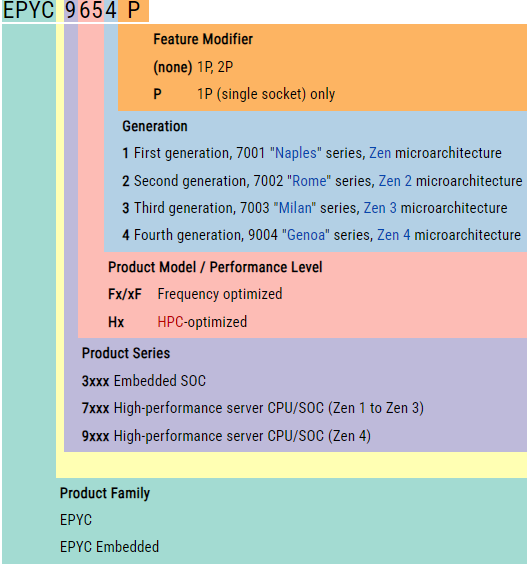 EPYC 9654 P
Feature Modifier
(none) 1P, 2P
P 1P (single socket) only
Generation
1 First generation, 7001 "Naples" series, Zen microarchitecture
2 Second generation, 7002 "Rome" series, Zen 2 microarchitecture
3 Third generation, 7003 "Milan" series, Zen 3 microarchitecture
4 Fourth generation, 9004 "Genoa" series, Zen 4 microarchitecture
Product Model / Performance Level
Fx/xF Frequency optimized
Hx HPC-optimized
Product Series
3xxx Embedded SOC
7xxx High-performance server CPU/SOC (Zen 1 to Zen 3)
9xxx High-performance server CPU/SOC (Zen 4)
Product Family
EPYC
EPYC Embedded